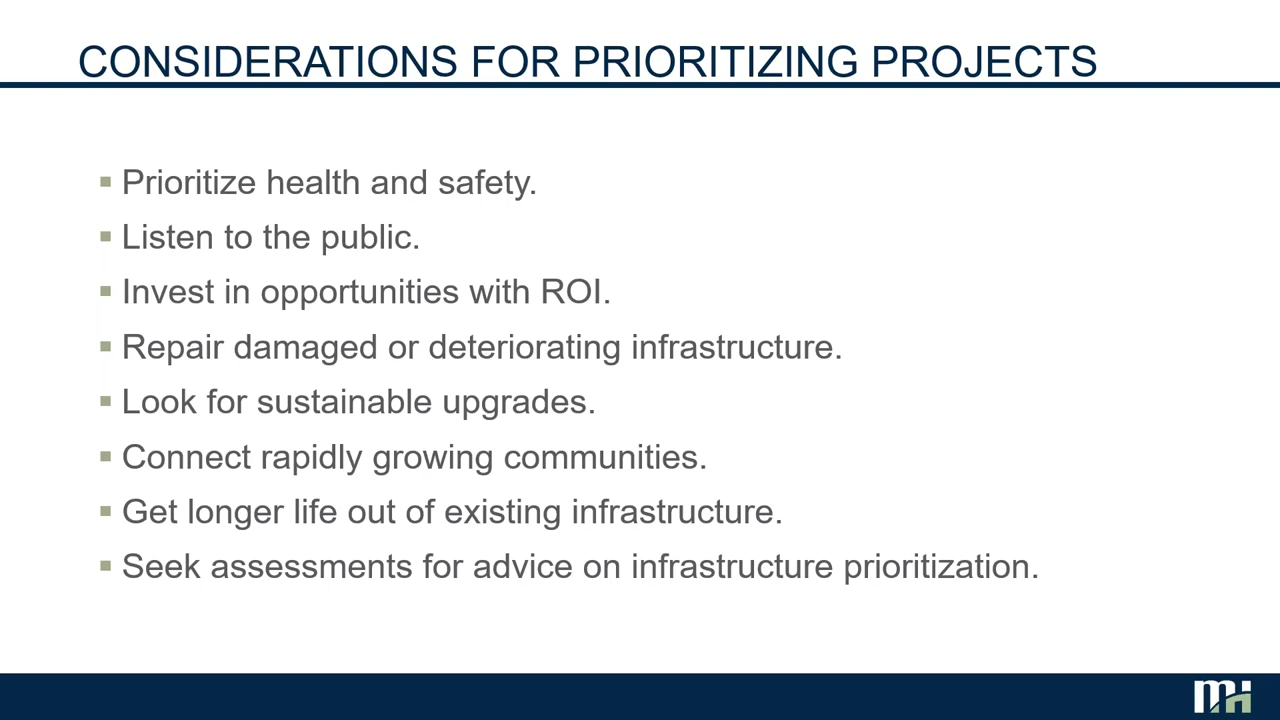 CONSIDERATIONS FOR PRIORITIZING PROJECTS
Prioritize health and safety.
Listen to the public.
Invest in opportunities with ROI.
Repair damaged or deteriorating infrastructure.
Look for sustainable upgrades.
Connect rapidly growing communities.
Get longer life out of existing infrastructure.
Seek assessments for advice on infrastructure prioritization.